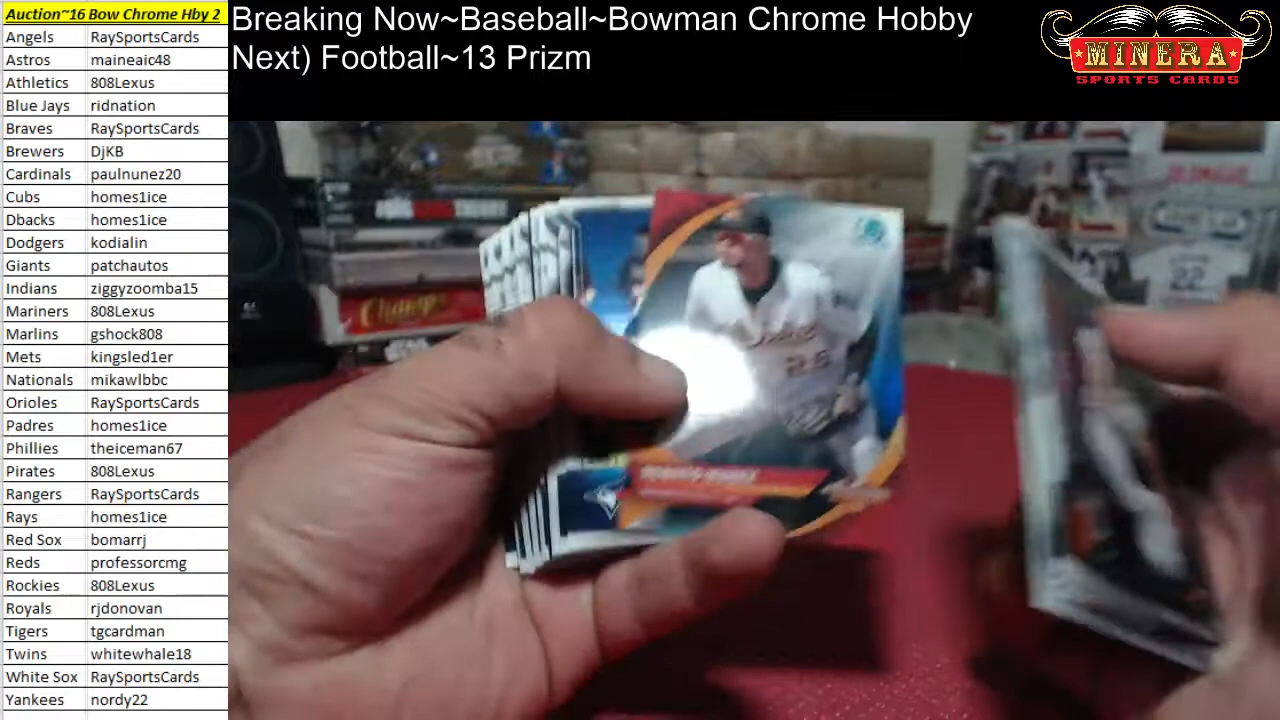 Auction~16 Bow Chrome Hby 2
Angels RaySportsCards
Astros maineaic48
Athletics 808Lexus
Blue Jays ridnation
Braves RaySportsCards
Brewers DjKB
Cardinals paulnunez20
Cubs homes1ice
Dbacks homes1ice
Dodgers kodialin
Giants patchautos
Indians ziggyzoomba15
Mariners 808Lexus
Marlins gshock808
Mets kingsled1er
Nationals mikawlbbc
Orioles RaySportsCards
Padres homes1ice
Phillies theiceman67
Pirates 808Lexus
Rangers RaySportsCards
Rays homes1ice
Red Sox bomarrj
Reds professorcmg
Rockies 808Lexus
Royals rjdonovan
Tigers tgcardman
Twins whitewhale18
White Sox RaySportsCards
Yankees nordy22
Breaking Now~Baseball~Bowman Chrome Hobby
Next) Football~13 Prizm
MINERA
SPORTS CARDS
22